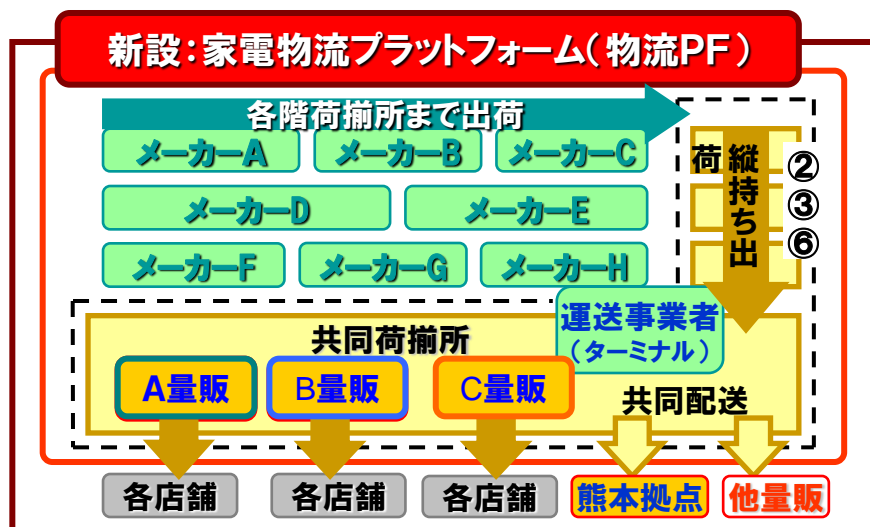 新設：家電物流プラットフォーム（物流PF）
各階荷揃所まで出荷
メーカーA
メーカーB
メーカーC
メーカーD
メーカーE
メーカーF
メーカーG
メーカーH
荷
縦持ち出
②
③
⑥
運送事業者
（ターミナル）
共同荷揃所
A量販
B量販
C量販
共同配送
各店舗
各店舗
各店舗
熊本拠点
他量販